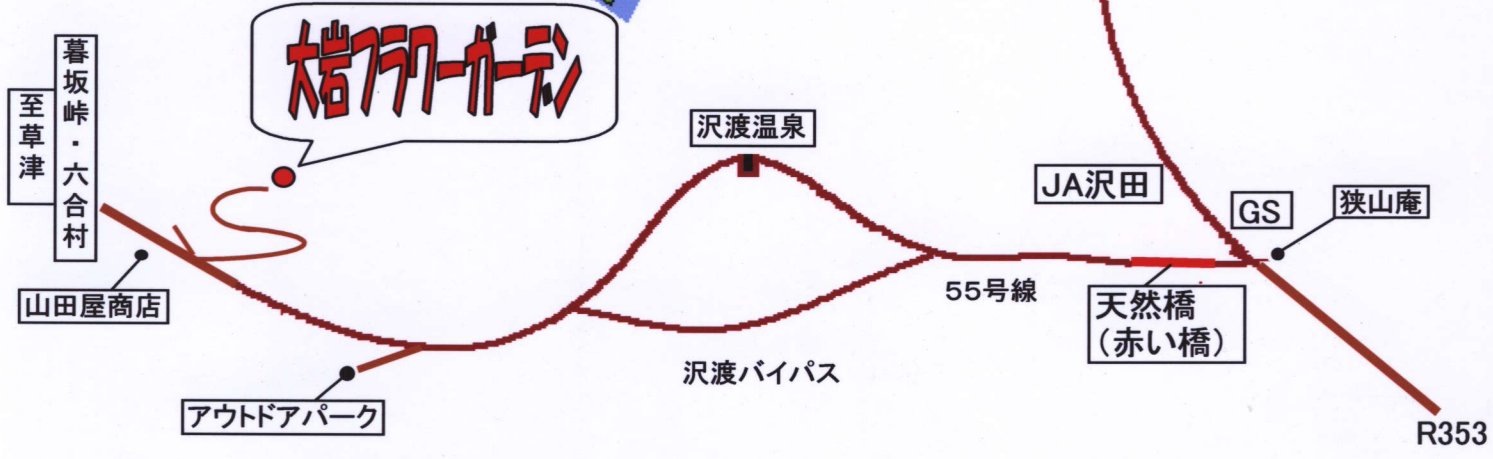 大岩フラワーガーデン
暮坂峠・六合村
至草津
沢渡温泉
JA沢田
GS
狭山庵
山田屋商店
55号線
天然橋
(赤い橋)
沢渡バイパス
アウトドアパーク
R353